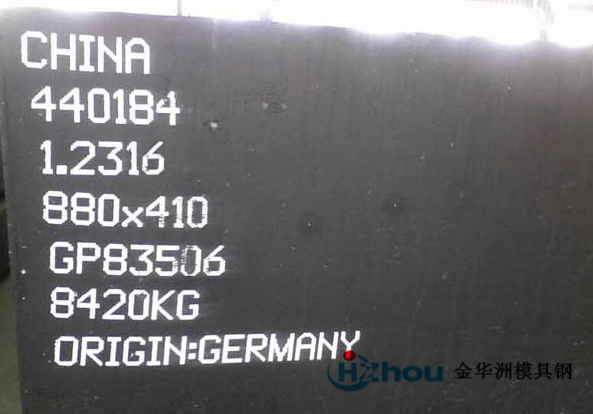 CHINA
440184
1.2316
880x410
GP83506
8420KG
ORIGIN:GERMANY
HZhou 金华洲模具钢